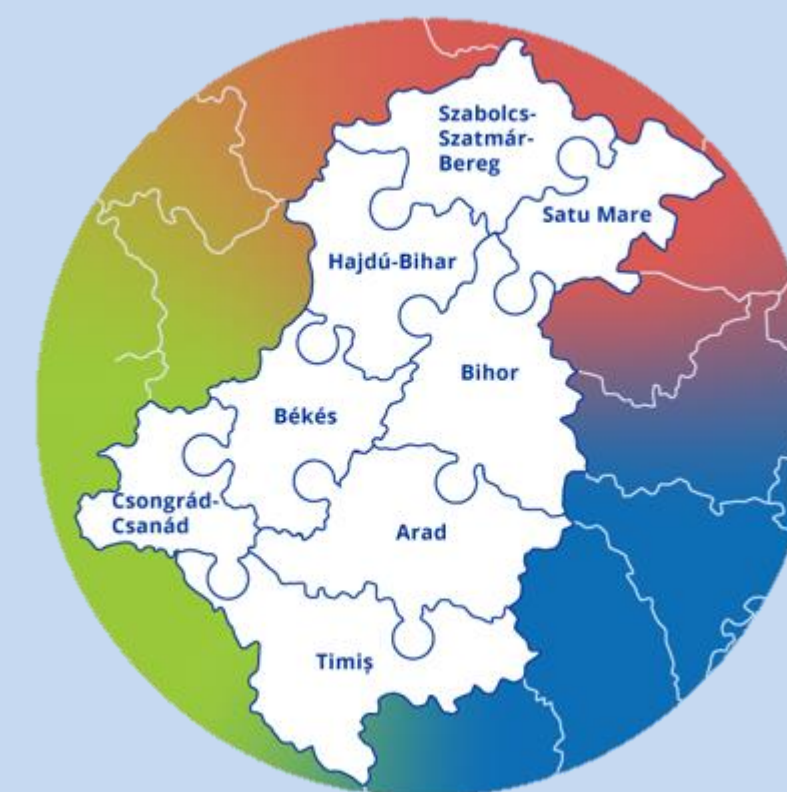 Szabolcs-
Szatmár-
Bereg
Satu Mare
Hajdú-Bihar
Bihor
Békés
Csongrád-
Csanád
Arad
Timiș